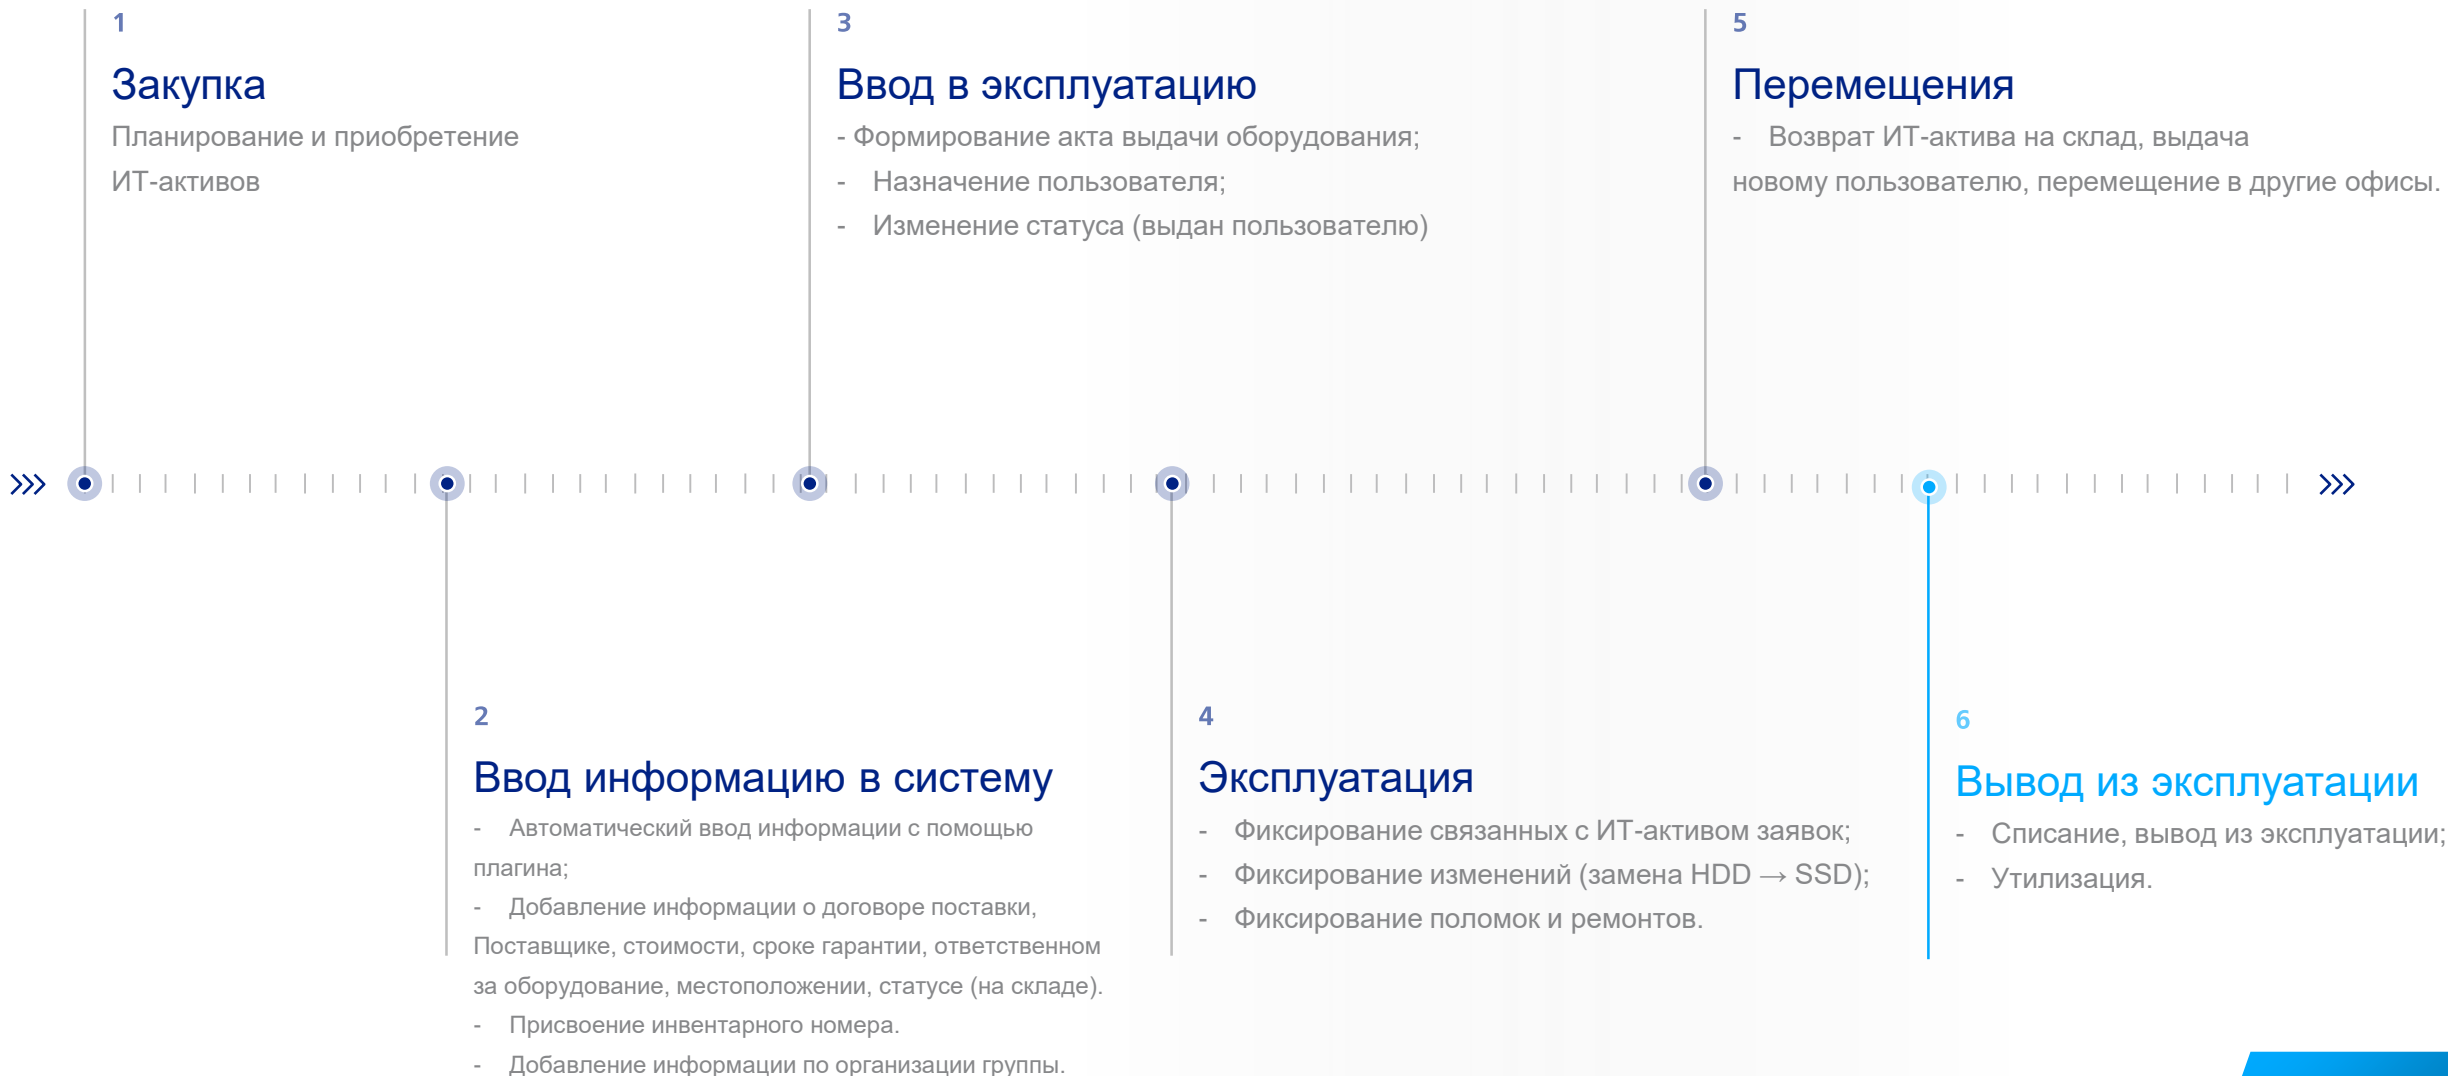 1
Закупка
Планирование и приобретение
ИТ-активов
3
Ввод в эксплуатацию
- Формирование акта выдачи оборудования;
- Назначение пользователя;
- Изменение статуса (выдан пользователю)
5
Перемещения
- Возврат ИТ-актива на склад, выдача
новому пользователю, перемещение в другие офисы.
2
Ввод информацию в систему
- Автоматический ввод информации с помощью
плагина;
- Добавление информации о договоре поставки,
Поставщике, стоимости, сроке гарантии, ответственном
за оборудование, местоположении, статусе (на складе).
- Присвоение инвентарного номера.
- Добавление информации по организации группы.
4
Эксплуатация
- Фиксирование связанных с ИТ-активом заявок;
- Фиксирование изменений (замена HDD → SSD);
- Фиксирование поломок и ремонтов.
6
Вывод из эксплуатации
- Списание, вывод из эксплуатации;
- Утилизация.